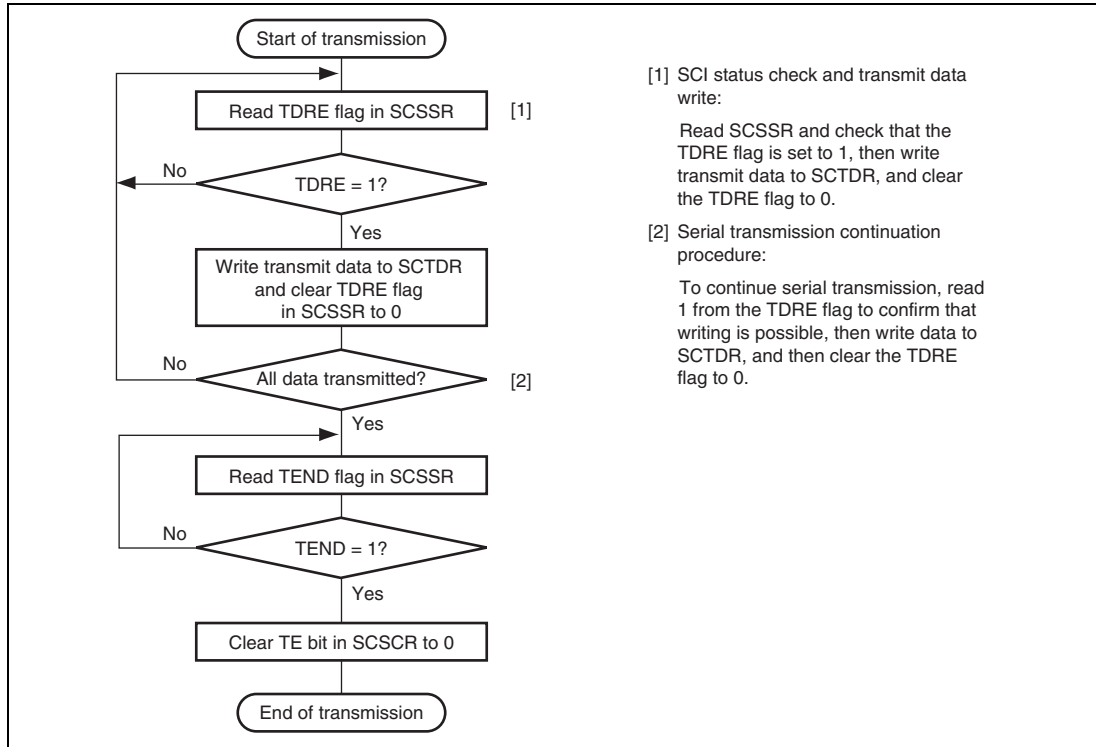 Start of transmission
Read TDRE flag in SCSSR
[1]
No
TDRE = 1?
Yes
Write transmit data to SCTDR
and clear TDRE flag
in SCSSR to 0
No
All data transmitted?
[2]
Yes
Read TEND flag in SCSSR
No
TEND = 1?
Yes
Clear TE bit in SCSCR to 0
End of transmission
[1] SCI status check and transmit data
write:
Read SCSSR and check that the
TDRE flag is set to 1, then write
transmit data to SCTDR, and clear
the TDRE flag to 0.
[2] Serial transmission continuation
procedure:
To continue serial transmission, read
1 from the TDRE flag to confirm that
writing is possible, then write data to
SCTDR, and then clear the TDRE
flag to 0.